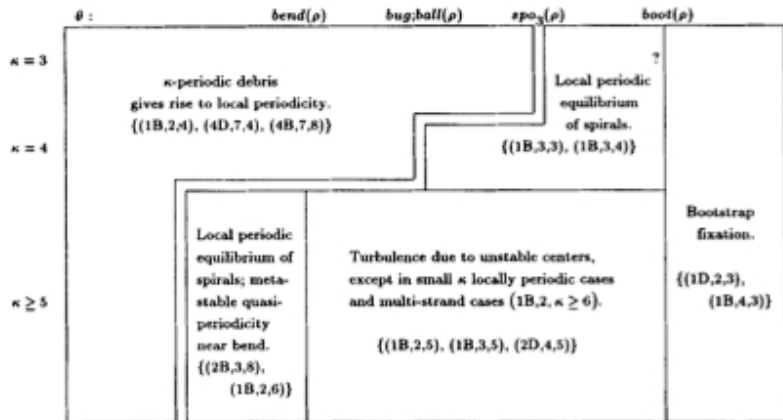 θ : bend(ρ) bug;ball(ρ) spo₃(ρ) boot(ρ)
κ = 3
κ = 4
κ ≥ 5
κ-periodic debris
gives rise to local periodicity.
{(1B,2,4), (4D,7,4), (4B,7,8)}
?
Local periodic
equilibrium
of spirals.
{(1B,3,3), (1B,3,4)}
Local periodic
equilibrium of
spirals; meta-
stable quasi-
periodicity
near bend.
{(2B,3,8),
(1B,2,6)}
Turbulence due to unstable centers,
except in small κ locally periodic cases
and multi-strand cases (1B,2, κ ≥ 6).
{(1B,2,5), (1B,3,5), (2D,4,5)}
Bootstrap
fixation.
{(1D,2,3),
(1B,4,3)}